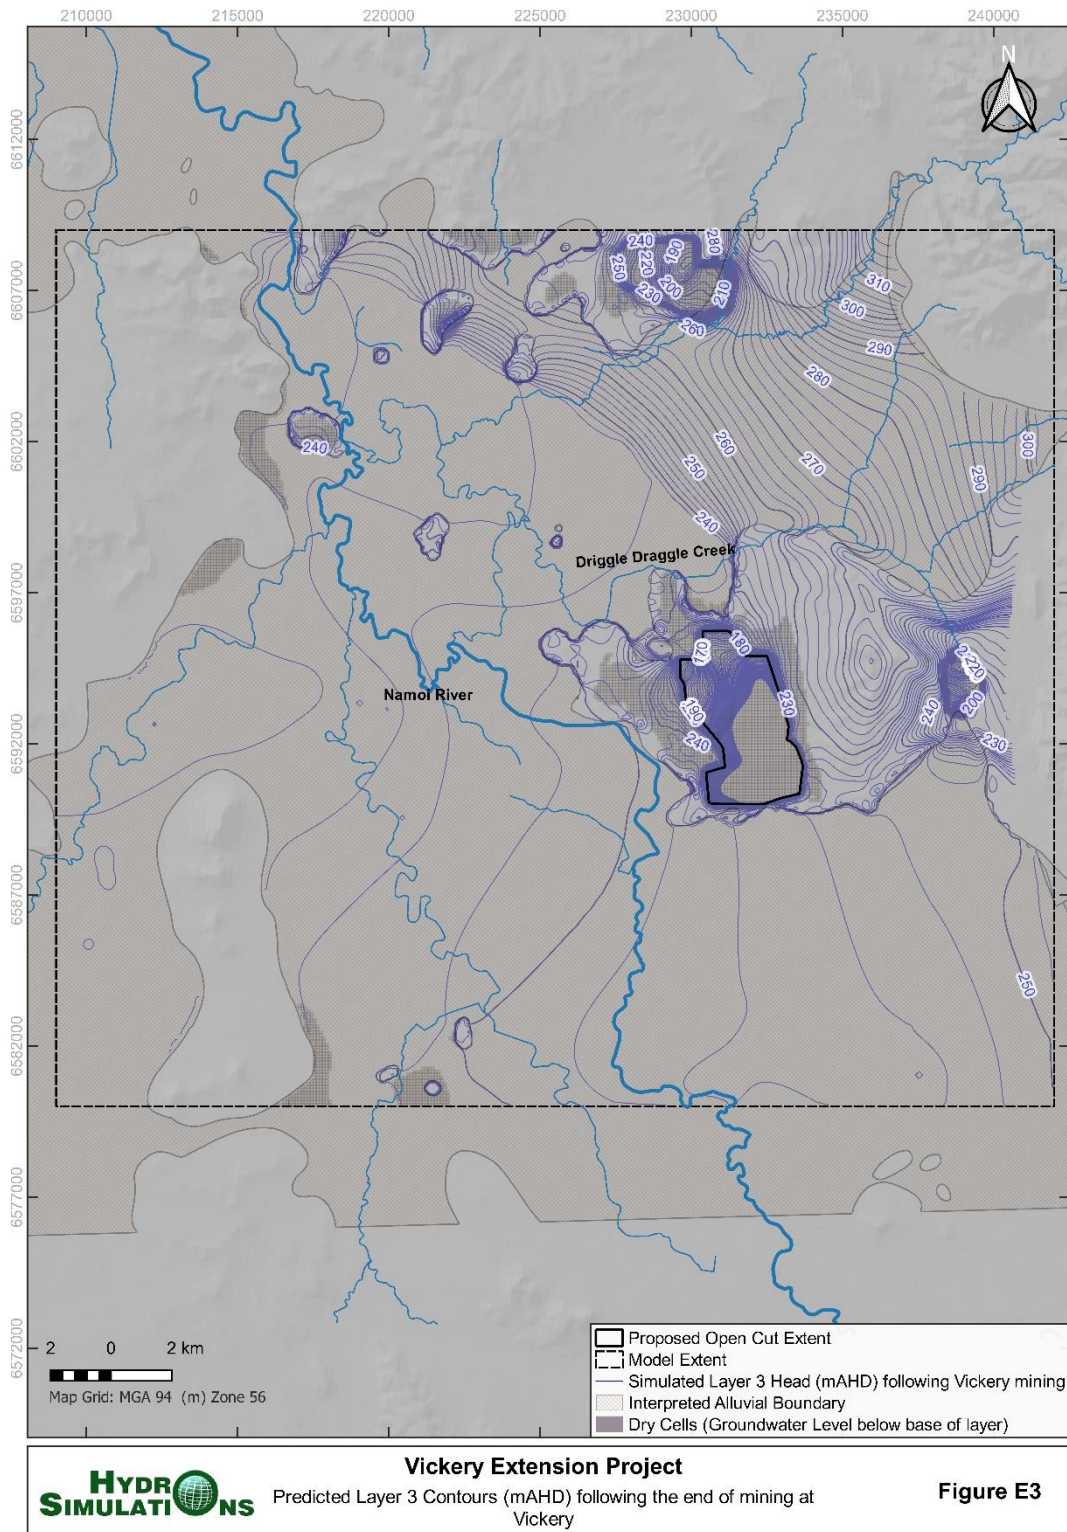 210000 215000 220000 225000 230000 235000 240000
N
6612000
6607000
6602000
6597000
6592000
6587000
6582000
6577000
6572000
240
190
280
250
220
200
210
230
260
310
300
290
280
260
270
250
240
300
290
240
Driggle Draggle Creek
170
180
190
230
240
220
200
240
230
Namoi River
250
2 0 2 km
Map Grid: MGA 94 (m) Zone 56
Proposed Open Cut Extent
Model Extent
Simulated Layer 3 Head (mAHD) following Vickery mining
Interpreted Alluvial Boundary
Dry Cells (Groundwater Level below base of layer)
HYDRO
SIMULATIONS
Vickery Extension Project
Predicted Layer 3 Contours (mAHD) following the end of mining at
Vickery
Figure E3